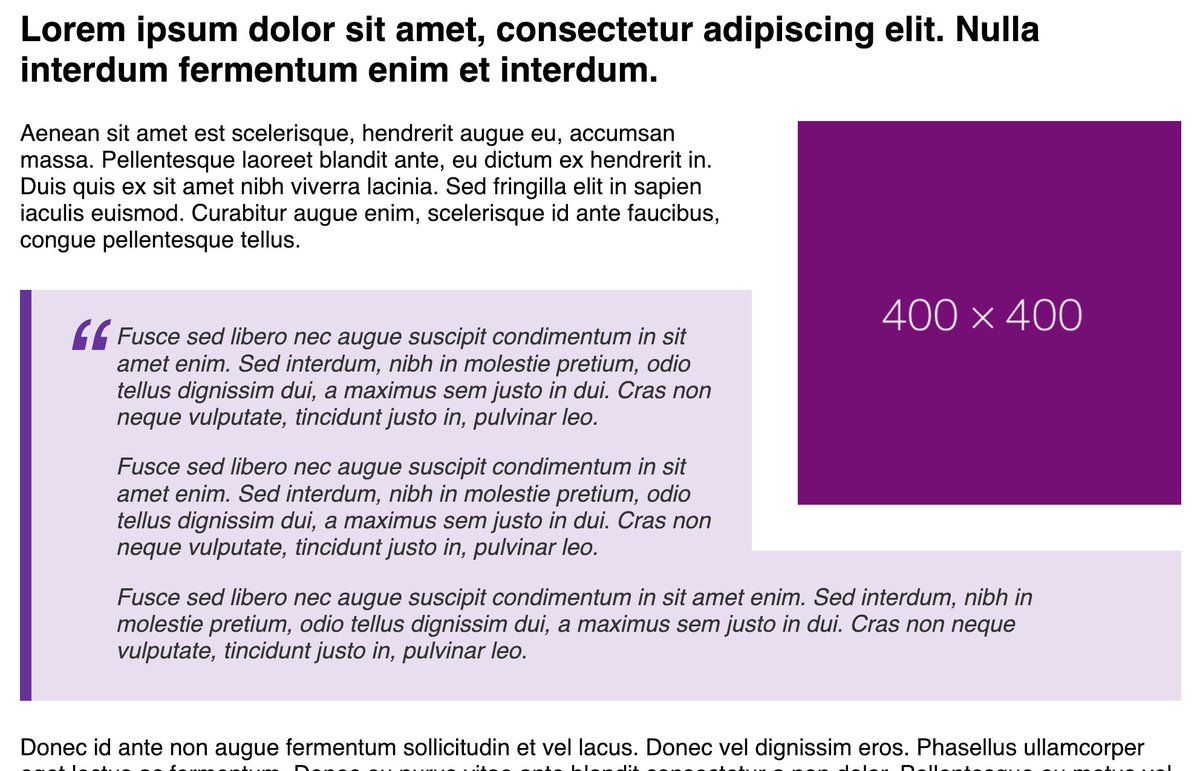 Lorem ipsum dolor sit amet, consectetur adipiscing elit. Nulla
interdum fermentum enim et interdum.
Aenean sit amet est scelerisque, hendrerit augue eu, accumsan
massa. Pellentesque laoreet blandit ante, eu dictum ex hendrerit in.
Duis quis ex sit amet nibh viverra lacinia. Sed fringilla elit in sapien
iaculis euismod. Curabitur augue enim, scelerisque id ante faucibus,
congue pellentesque tellus.
400 × 400
“
Fusce sed libero nec augue suscipit condimentum in sit
amet enim. Sed interdum, nibh in molestie pretium, odio
tellus dignissim dui, a maximus sem justo in dui. Cras non
neque vulputate, tincidunt justo in, pulvinar leo.
Fusce sed libero nec augue suscipit condimentum in sit
amet enim. Sed interdum, nibh in molestie pretium, odio
tellus dignissim dui, a maximus sem justo in dui. Cras non
neque vulputate, tincidunt justo in, pulvinar leo.
Fusce sed libero nec augue suscipit condimentum in sit amet enim. Sed interdum, nibh in
molestie pretium, odio tellus dignissim dui, a maximus sem justo in dui. Cras non neque
vulputate, tincidunt justo in, pulvinar leo.
Donec id ante non augue fermentum sollicitudin et vel lacus. Donec vel dignissim eros. Phasellus ullamcorper